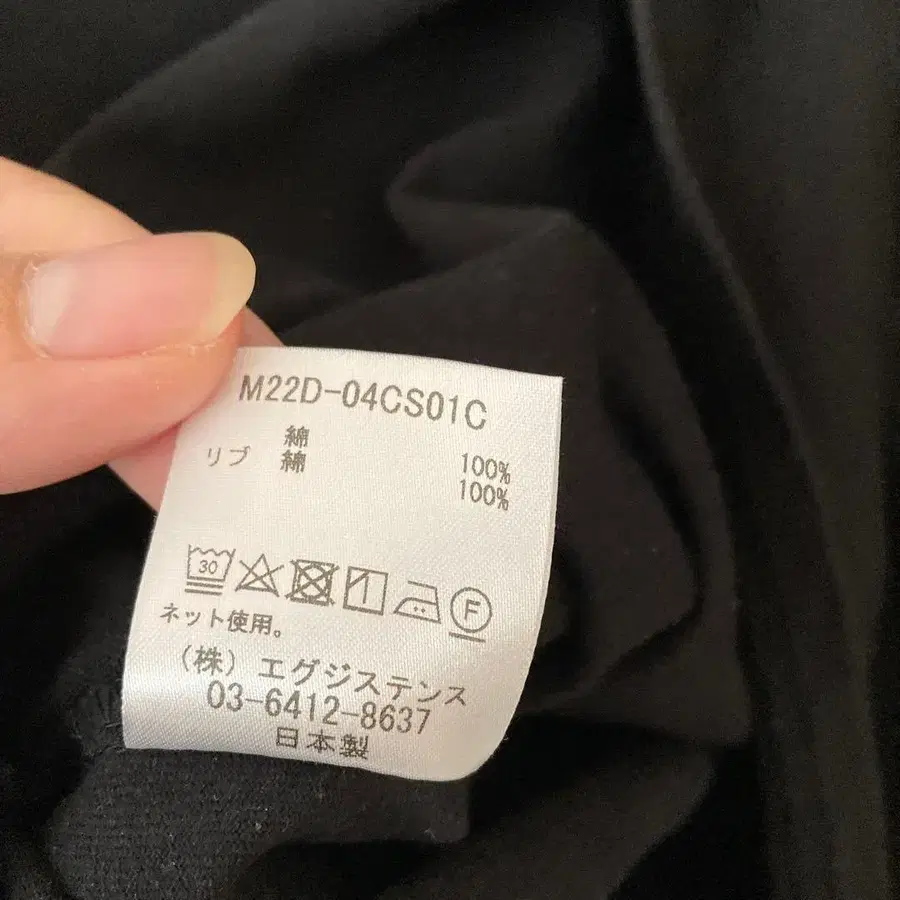 M22D-04CS01C
綿 100%
リブ 綿 100%
30
F
ネット使用。
(株) エグジステンス
03-6412-8637
日本製